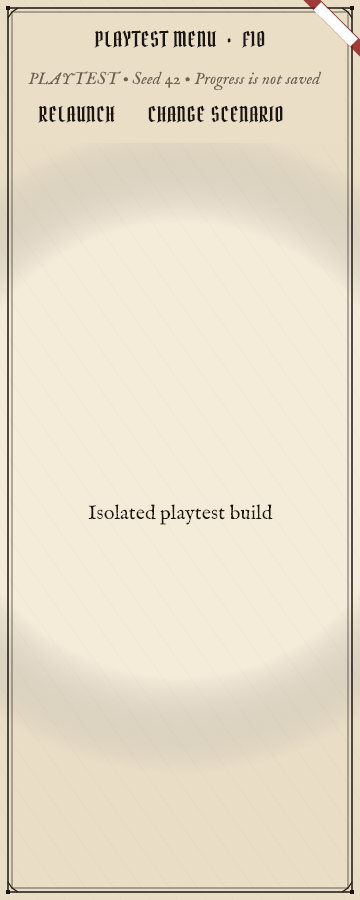 PLAYTEST MENU · F10
PLAYTEST • Seed 42 • Progress is not saved
RELAUNCH CHANGE SCENARIO
Isolated playtest build